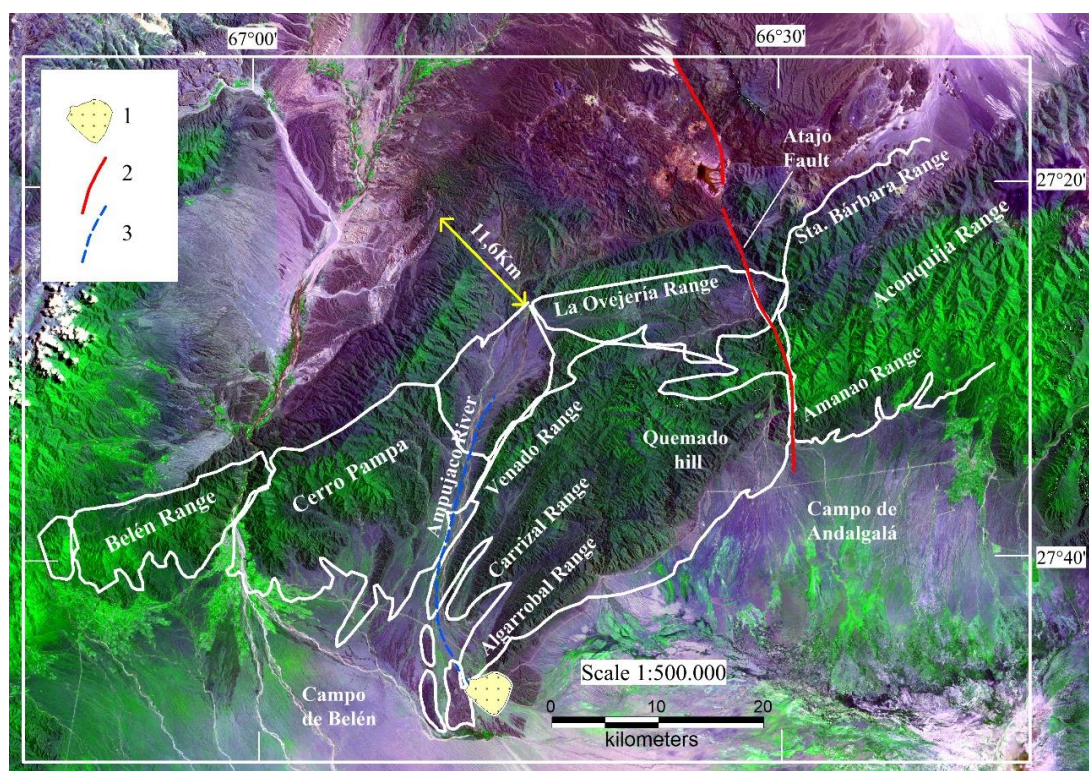 67°00'
66°30'
1
2
3
Atajo
Fault
27°20'
Sta. Bárbara Range
Aconquija Range
11,6Km
La Ovejería Range
Amanao Range
Ampujaco River
Venado Range
Quemado
hill
Cerro Pampa
Belén Range
Carrizal Range
Campo de
Andalgalá
27°40'
Algarrobal Range
Scale 1:500.000
Campo
de Belén
0 10 20
kilometers